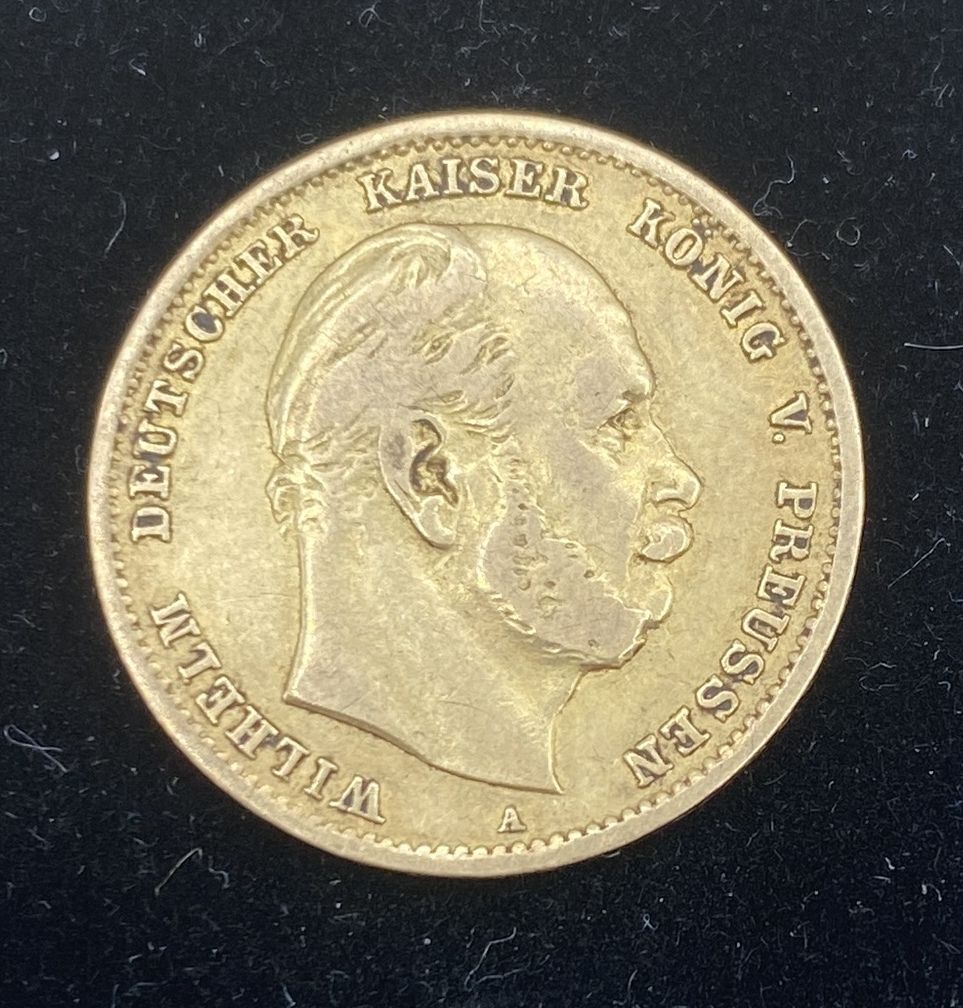 WILHELM DEUTSCHER KAISER KÖNIG V. PREUSSEN
A